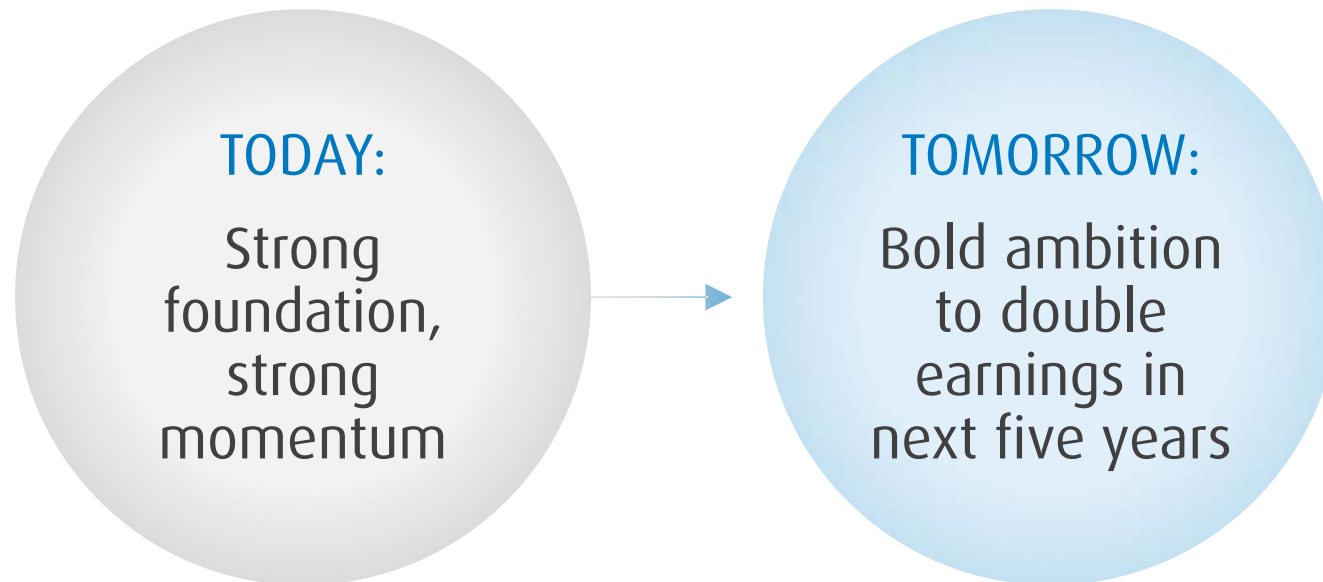 TODAY:
Strong
foundation,
strong
momentum
TOMORROW:
Bold ambition
to double
earnings in
next five years